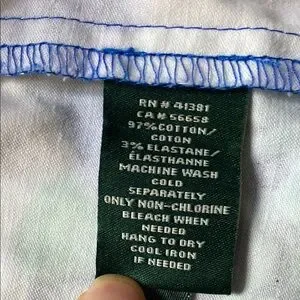 RN # 41381
CA # 56658
97% COTTON/
COTON
3% ELASTANE/
ÉLASTHANNE
MACHINE WASH
COLD
SEPARATELY
ONLY NON-CHLORINE
BLEACH WHEN
NEEDED
HANG TO DRY
COOL IRON
IF NEEDED